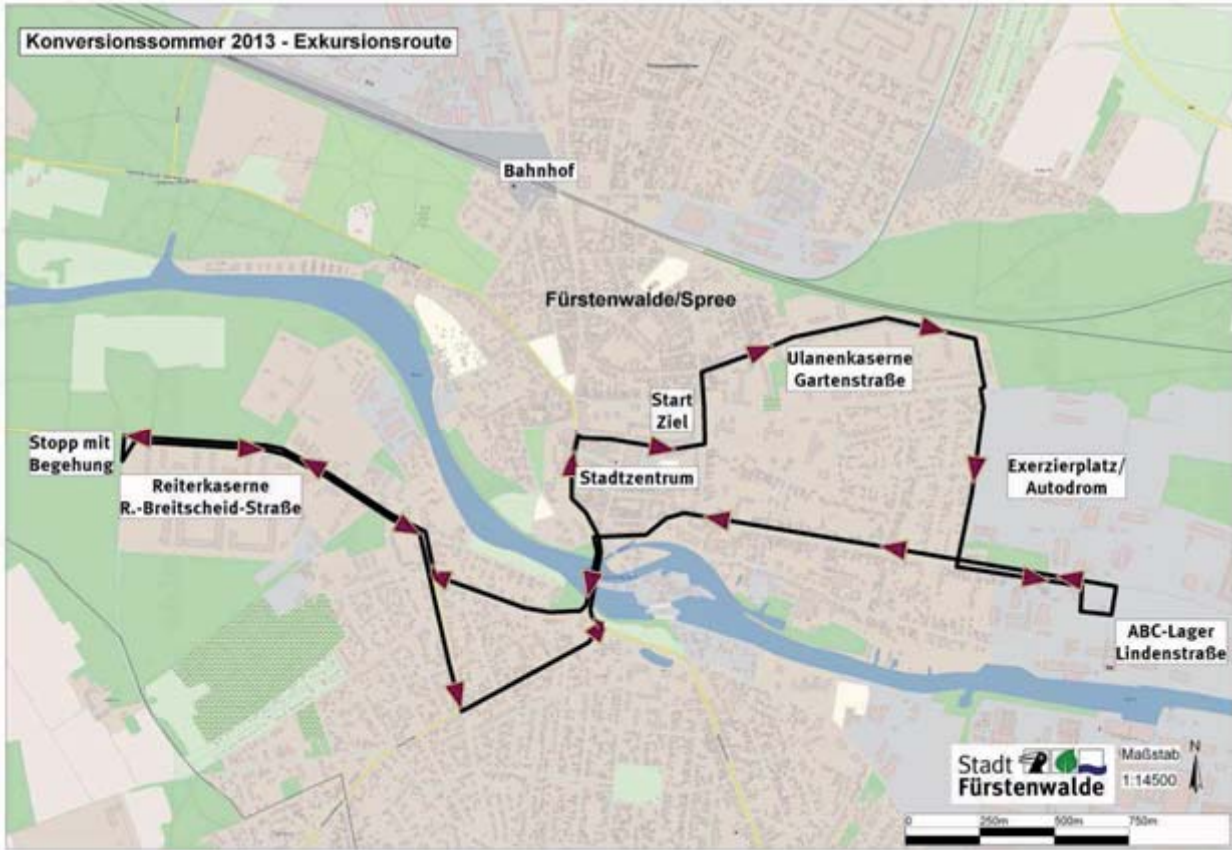 Konversionssommer 2013 - Exkursionsroute
Bahnhof
Fürstenwalde/Spree
Ulanenkaserne
Gartenstraße
Start
Ziel
Stopp mit
Begehung
Reiterkaserne
R.-Breitscheid-Straße
Stadtzentrum
Exerzierplatz/
Autodrom
ABC-Lager
Lindenstraße
Stadt
Fürstenwalde
Maßstab
1:14500
N
0 250m 500m 750m